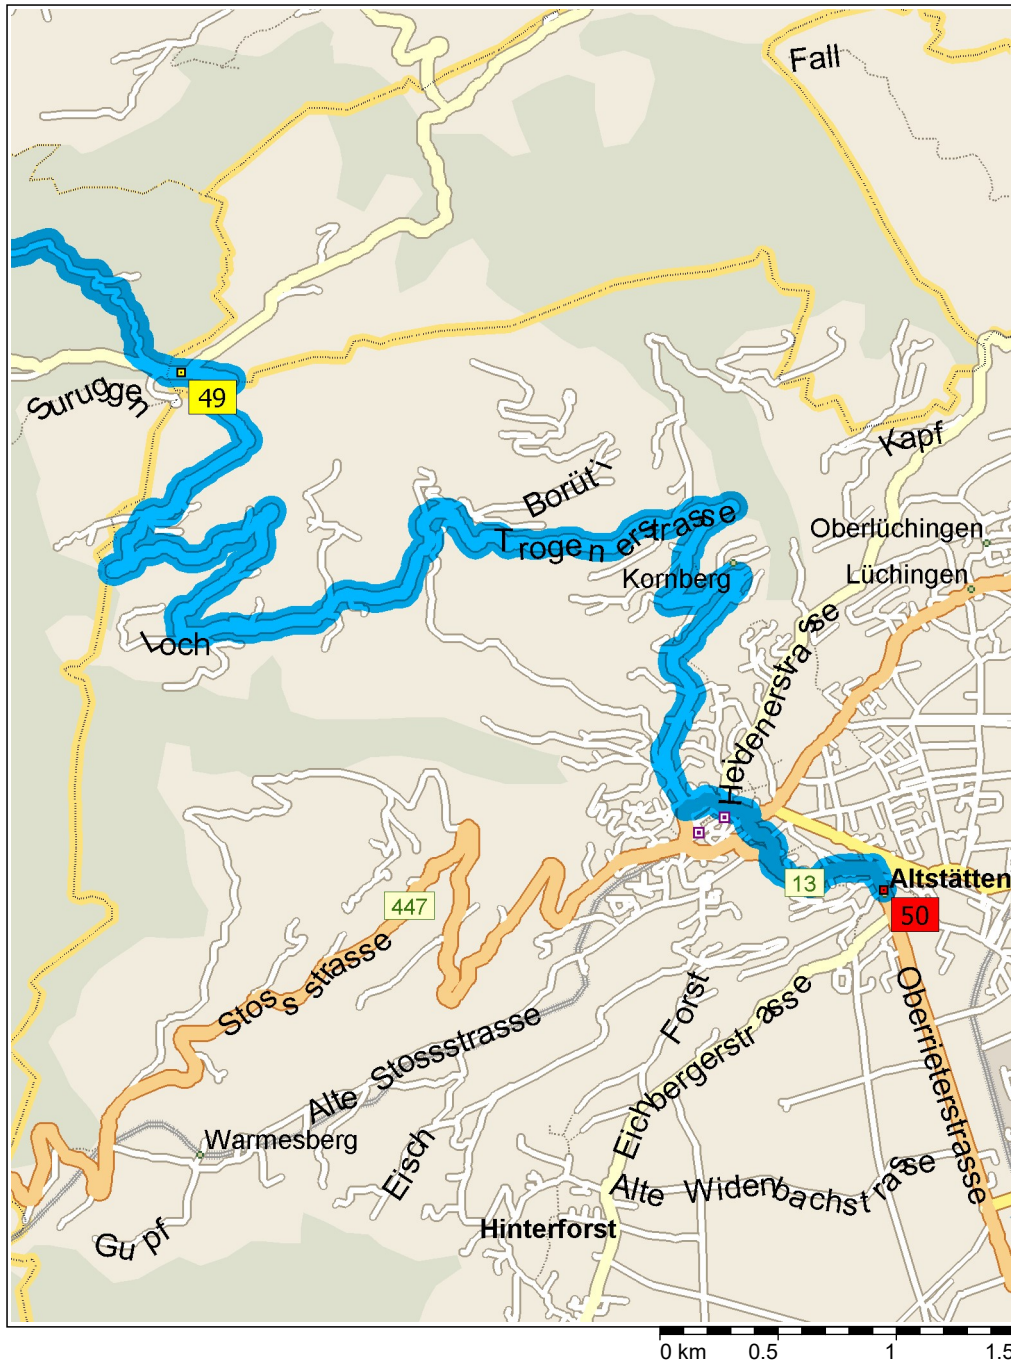 Fall
Suruggen
49
Kapf
Borüti
Trogenerstrasse
Oberlüchingen
Kornberg
Lüchingen
Loch
Heidenerstrasse
13
Altstätten
447
50
Stossstrasse
Forst
Oberrieterstrasse
Alte Stossstrasse
Eichbergerstrasse
Warmesberg
Eisch
Alte Widenbachstrasse
Gupf
Hinterforst
0 km 0.5 1 1.5